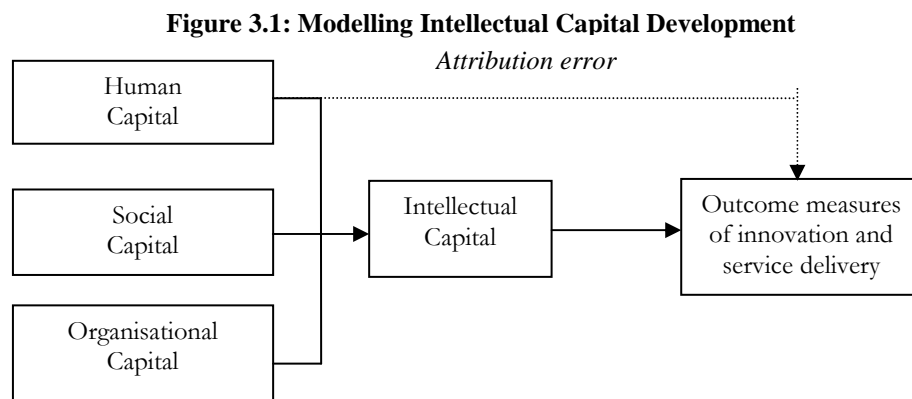 Figure 3.1: Modelling Intellectual Capital Development
Attribution error
Human
Capital
Social
Capital
Intellectual
Capital
Outcome measures
of innovation and
service delivery
Organisational
Capital